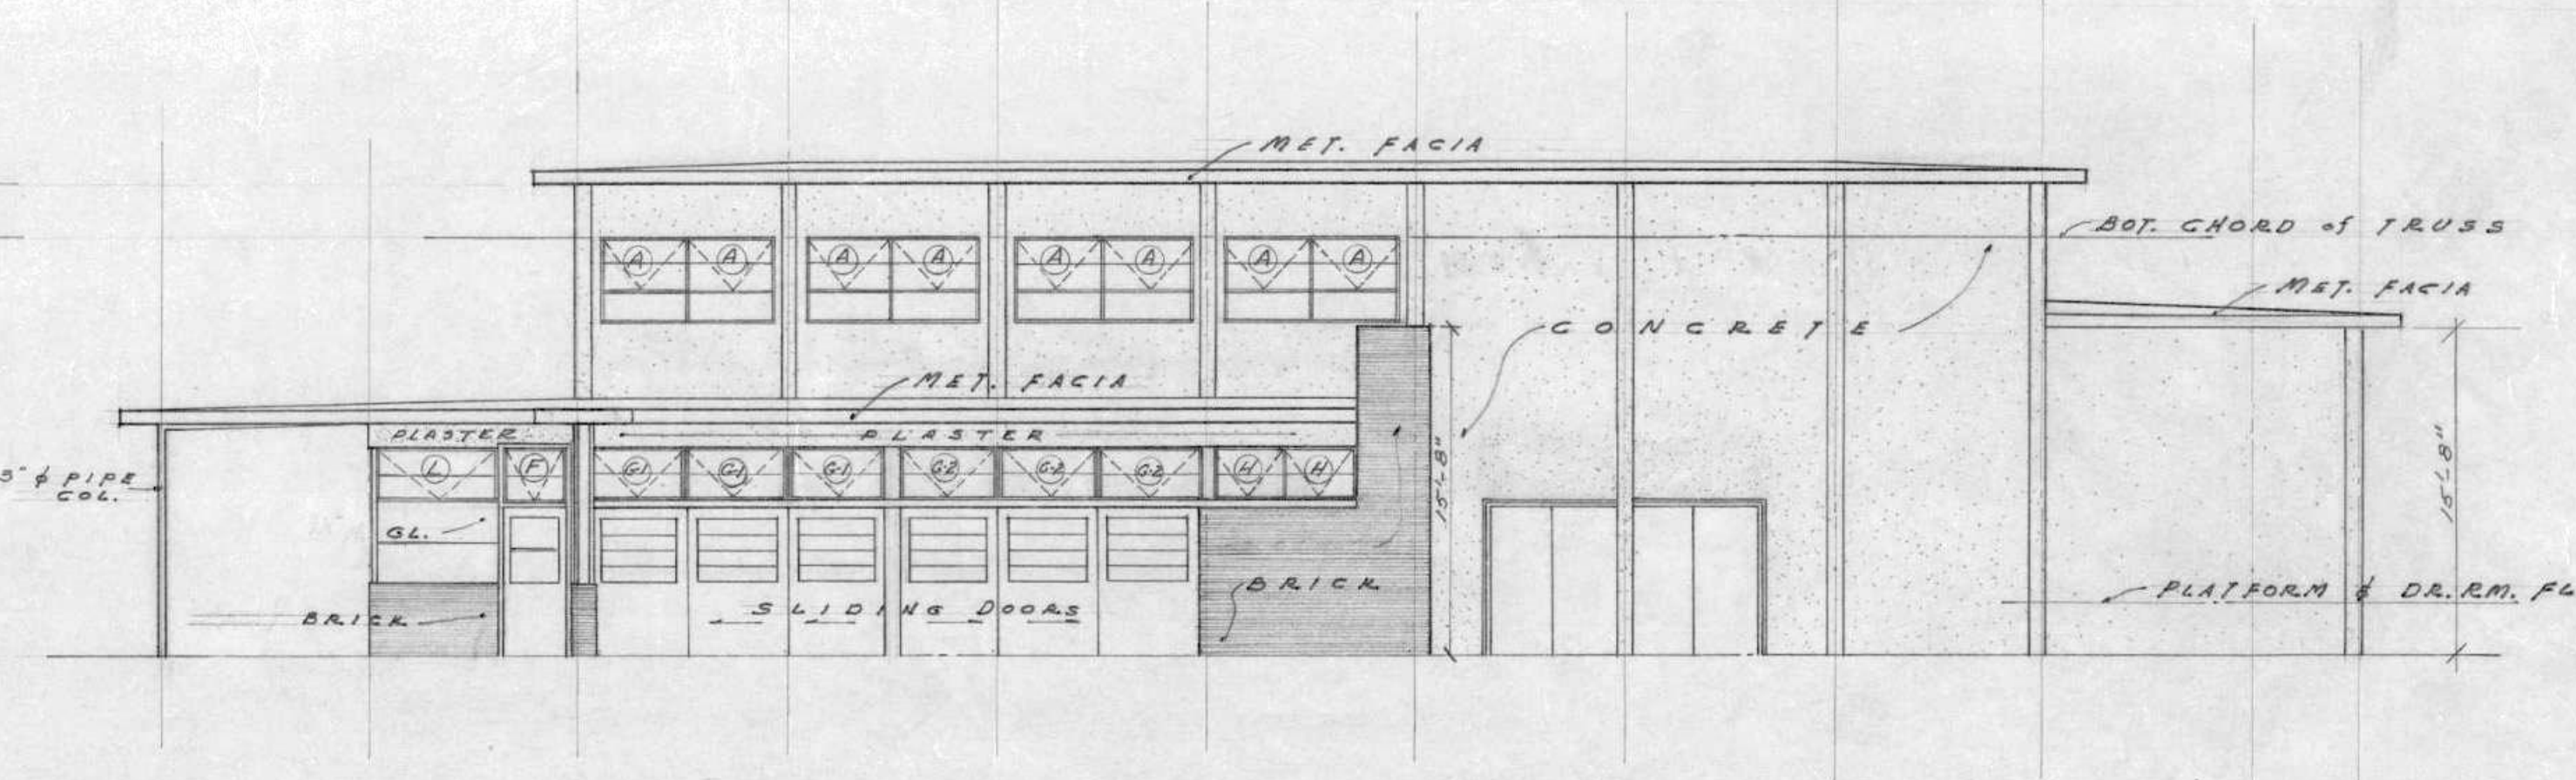 MET. FACIA
BOT. CHORD of TRUSS
MET. FACIA
A A A A A A A A
CONCRETE
MET. FACIA
PLASTER
PLASTER
L F G-1 G-1 G-1 G-2 G-2 G-2 H H
3" ϕ PIPE
COL.
15'-8"
15'-8"
GL.
BRICK
PLATFORM & DR. RM. FL
SLIDING DOORS
BRICK